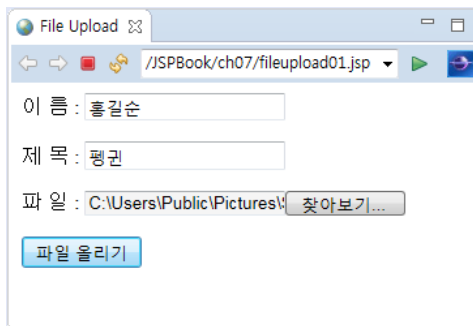 File Upload
/JSPBook/ch07/fileupload01.jsp
이 름 : 홍길순
제 목 : 펭귄
파 일 : C:\Users\Public\Pictures\ 찾아보기...
파일 올리기